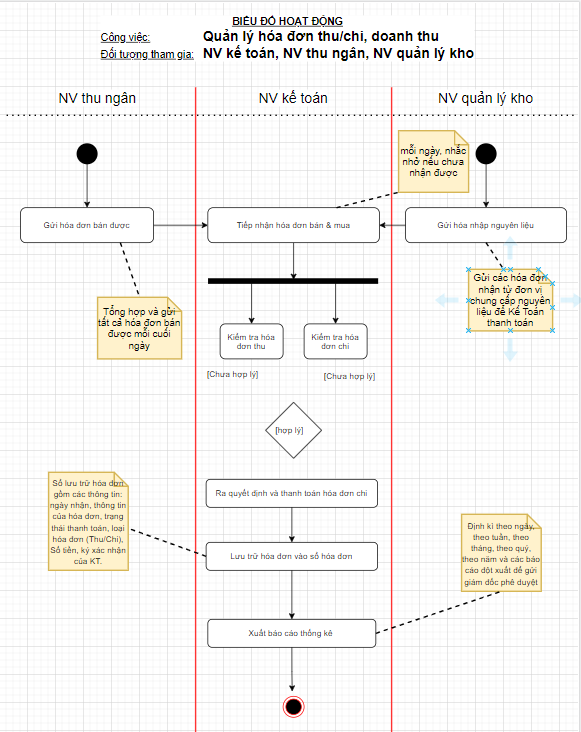 BIỂU ĐỒ HOẠT ĐỘNG
Công việc: Quản lý hóa đơn thu/chi, doanh thu
Đối tượng tham gia: NV kế toán, NV thu ngân, NV quản lý kho
NV thu ngân
NV kế toán
NV quản lý kho
mỗi ngày, nhắc
nhở nếu chưa
nhận được
Gửi hóa đơn bán dược
Tiếp nhận hóa đơn bán & mua
Gửi hóa nhập nguyên liệu
Tổng hợp và gửi
tất cả hóa đơn bán
được mỗi cuối
ngày
Gửi các hóa đơn
nhận từ đơn vị
chung cấp nguyên
liệu để Kế Toán
thanh toán
Kiểm tra hóa
đơn thu
Kiểm tra hóa
đơn chi
[Chưa hợp lý]
[Chưa hợp lý]
[hợp lý]
Ra quyết định và thanh toán hóa đơn chi
Sổ lưu trữ hóa đơn
gồm các thông tin:
ngày nhận, thông tin
của hóa đơn, trạng
thái thanh toán, loại
hóa đơn (Thu/Chi),
Số tiền, ký xác nhận
của KT.
Lưu trữ hóa đơn vào sổ hóa đơn
Định kì theo ngày,
theo tuần, theo
tháng, theo quý,
theo năm và các báo
cáo đột xuất để gửi
giám đốc phê duyệt
Xuất báo cáo thống kê